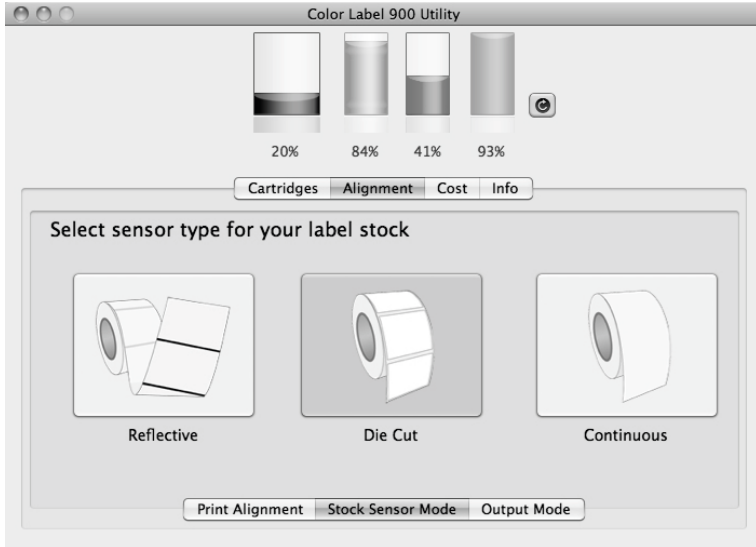 Color Label 900 Utility
20% 84% 41% 93%
Cartridges Alignment Cost Info
Select sensor type for your label stock
Reflective Die Cut Continuous
Print Alignment Stock Sensor Mode Output Mode